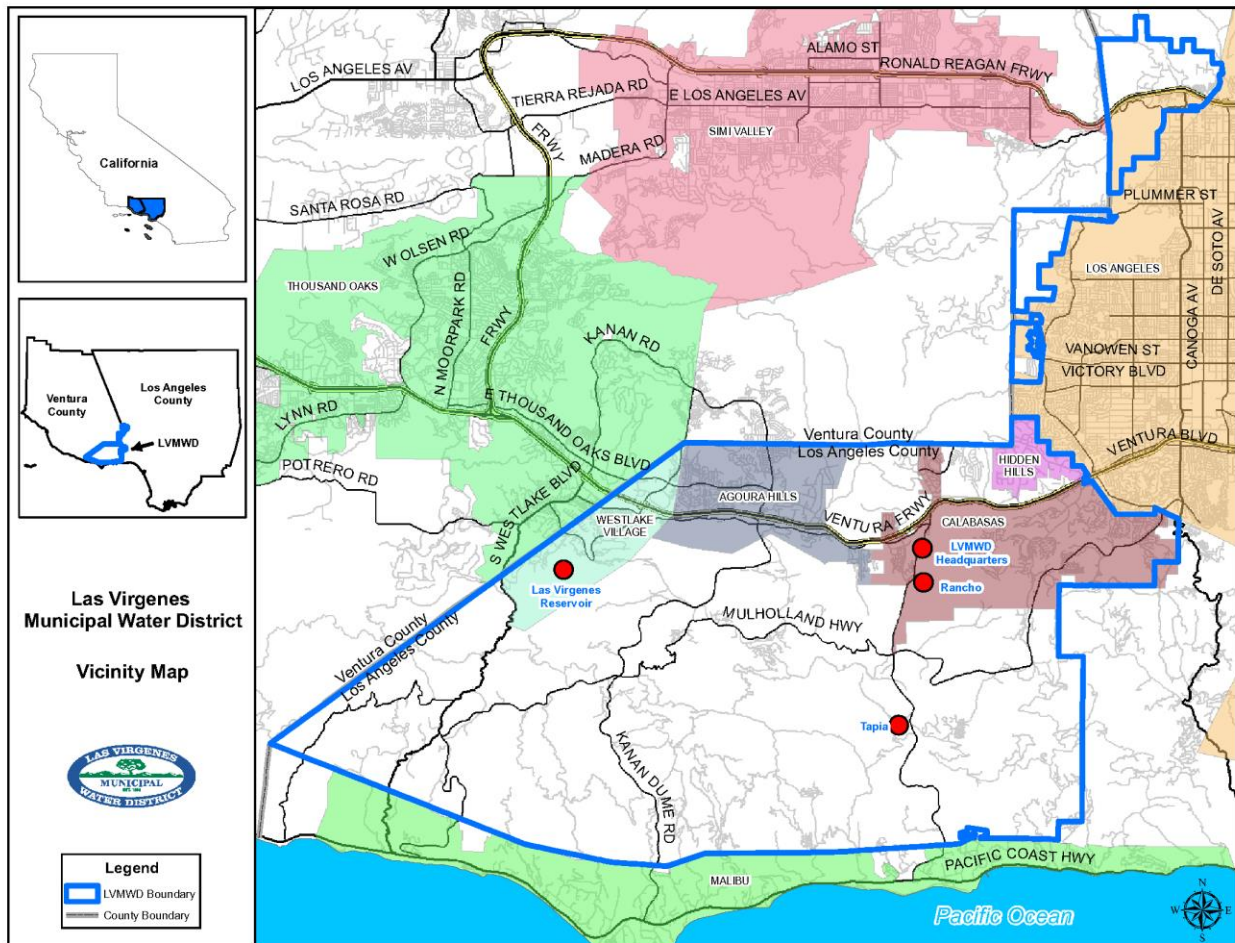 California
Ventura
County
Los Angeles
County
LVMWD
Las Virgenes
Municipal Water District
Vicinity Map
LAS VIRGENES
MUNICIPAL
WATER DISTRICT
Legend
LVMWD Boundary
County Boundary
ALAMO ST
RONALD REAGAN FRWY
LOS ANGELES AV
TIERRA REJADA RD
E LOS ANGELES AV
SIMI VALLEY
FRWY
MADERA RD
SANTA ROSA RD
PLUMMER ST
W OLSEN RD
THOUSAND OAKS
LOS ANGELES
DE SOTO AV
CANOGA AV
N MOORPARK RD
FRWY
KANAN RD
VANOWEN ST
VICTORY BLVD
LYNN RD
E THOUSAND OAKS BLVD
Ventura County
Los Angeles County
VENTURA BLVD
HIDDEN
HILLS
POTRERO RD
S WESTLAKE BLVD
AGOURA HILLS
WESTLAKE
VILLAGE
VENTURA FRWY
CALABASAS
LVMWD
Headquarters
Las Virgenes
Reservoir
Rancho
MULHOLLAND HWY
Ventura County
Los Angeles County
Tapia
KANAN DUME RD
MALIBU
PACIFIC COAST HWY
Pacific Ocean
N
W
E
S